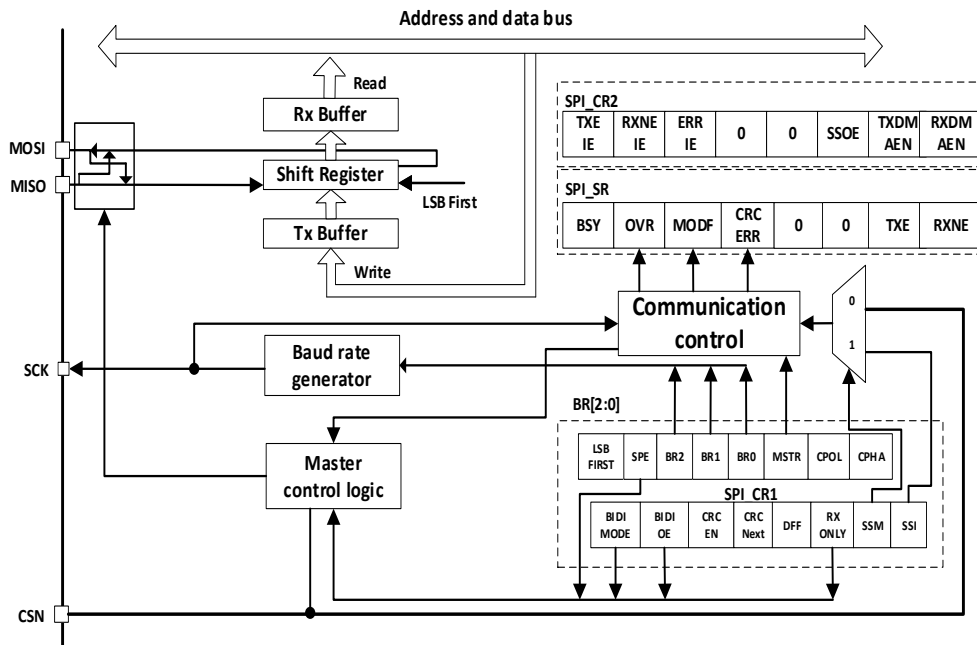 Address and data bus
Read
Rx Buffer
MOSI
MISO
Shift Register
LSB First
Tx Buffer
Write
SPI_CR2
TXE
IE
RXNE
IE
ERR
IE
0
0
SSOE
TXDM
AEN
RXDM
AEN
SPI_SR
BSY
OVR
MODF
CRC
ERR
0
0
TXE
RXNE
Communication
control
0
1
SCK
Baud rate
generator
BR[2:0]
LSB
FIRST
SPE
BR2
BR1
BR0
MSTR
CPOL
CPHA
Master
control logic
SPI_CR1
BIDI
MODE
BIDI
OE
CRC
EN
CRC
Next
DFF
RX
ONLY
SSM
SSI
CSN